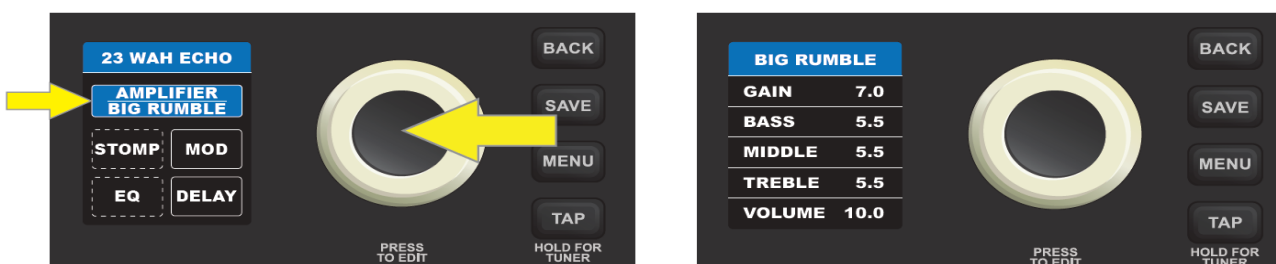 23 WAH ECHO
AMPLIFIER
BIG RUMBLE
STOMP
MOD
EQ
DELAY
BACK
SAVE
MENU
TAP
PRESS
TO EDIT
HOLD FOR
TUNER
BIG RUMBLE
GAIN 7.0
BASS 5.5
MIDDLE 5.5
TREBLE 5.5
VOLUME 10.0
BACK
SAVE
MENU
TAP
PRESS
TO EDIT
HOLD FOR
TUNER